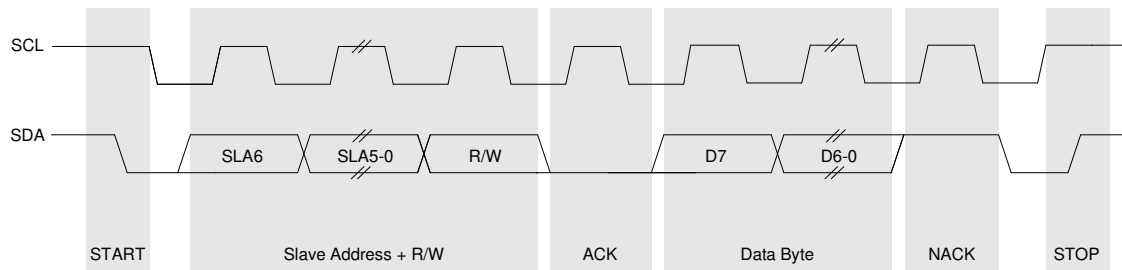 SCL
SDA
SLA6 SLA5-0 R/W D7 D6-0
START Slave Address + R/W ACK Data Byte NACK STOP